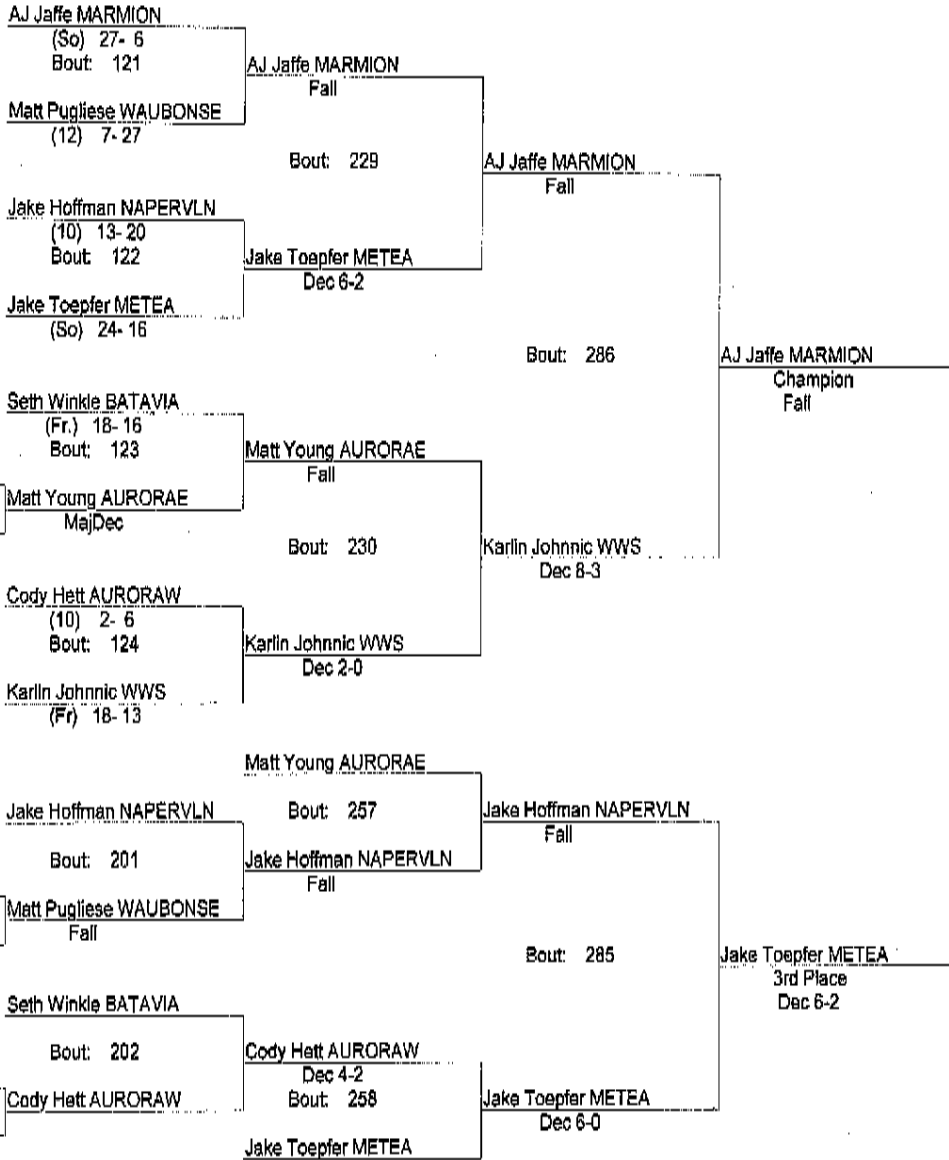 AJ Jaffe MARMION
(So) 27- 6
Bout: 121
AJ Jaffe MARMION
Fall
Matt Pugliese WAUBONSE
(12) 7- 27
Bout: 229
AJ Jaffe MARMION
Fall
Jake Hoffman NAPERVLN
(10) 13- 20
Bout: 122
Jake Toepfer METEA
Dec 6-2
Jake Toepfer METEA
(So) 24- 16
Bout: 286
AJ Jaffe MARMION
Champion
Fall
Seth Winkle BATAVIA
(Fr.) 18- 16
Bout: 123
Matt Young AURORAE
Fall
Matt Young AURORAE
MajDec
Bout: 230
Karlin Johnnic WWS
Dec 8-3
Cody Hett AURORAW
(10) 2- 6
Bout: 124
Karlin Johnnic WWS
Dec 2-0
Karlin Johnnic WWS
(Fr) 18- 13
Matt Young AURORAE
Bout: 257
Jake Hoffman NAPERVLN
Fall
Jake Hoffman NAPERVLN
Bout: 201
Jake Hoffman NAPERVLN
Fall
Matt Pugliese WAUBONSE
Fall
Bout: 285
Jake Toepfer METEA
3rd Place
Dec 6-2
Seth Winkle BATAVIA
Bout: 202
Cody Hett AURORAW
Dec 4-2
Cody Hett AURORAW
Bout: 258
Jake Toepfer METEA
Dec 6-0
Jake Toepfer METEA